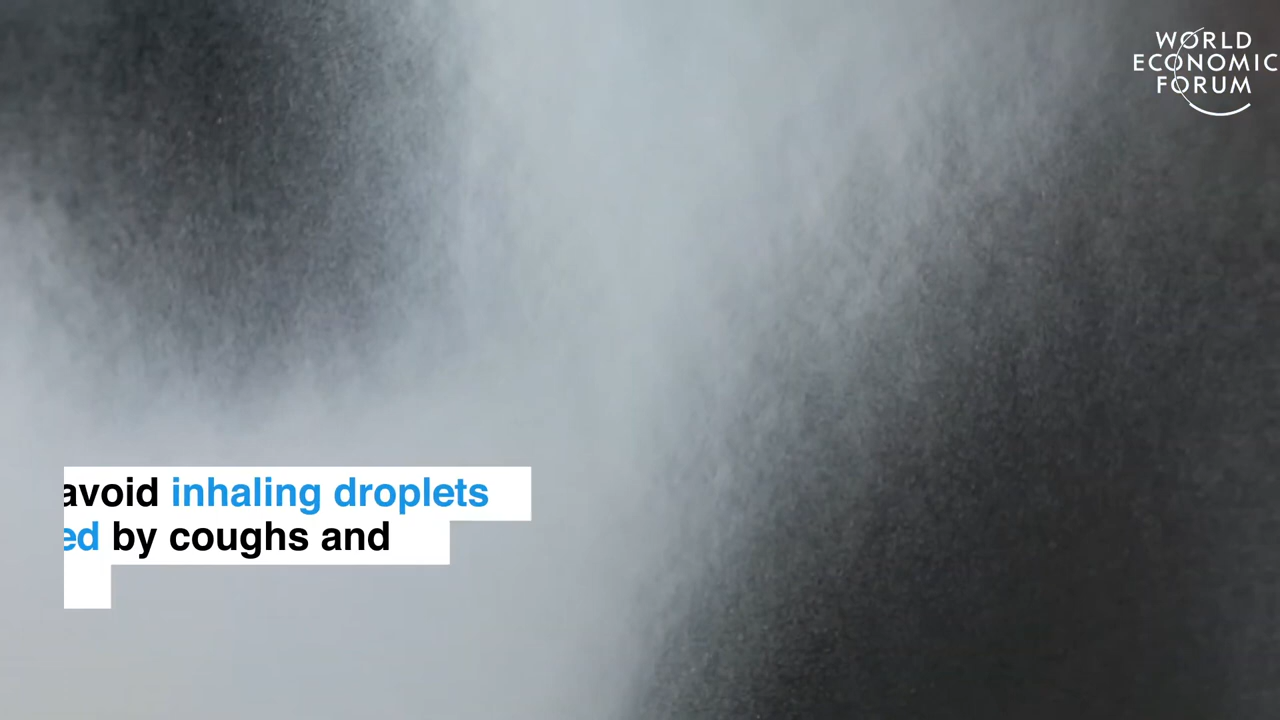 WORLD
ECONOMIC
FORUM
avoid inhaling droplets
ed by coughs and